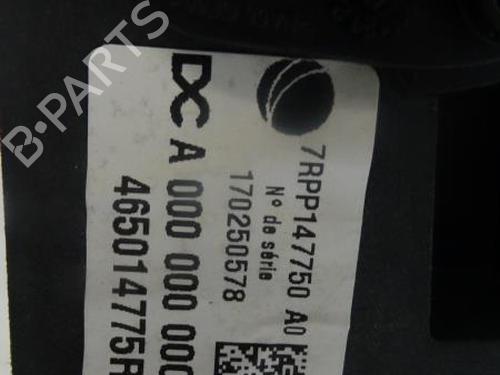 7RPP147750 A0
Nº de série
170250578
DC A 000 000 000
465014775R
B-PARTS